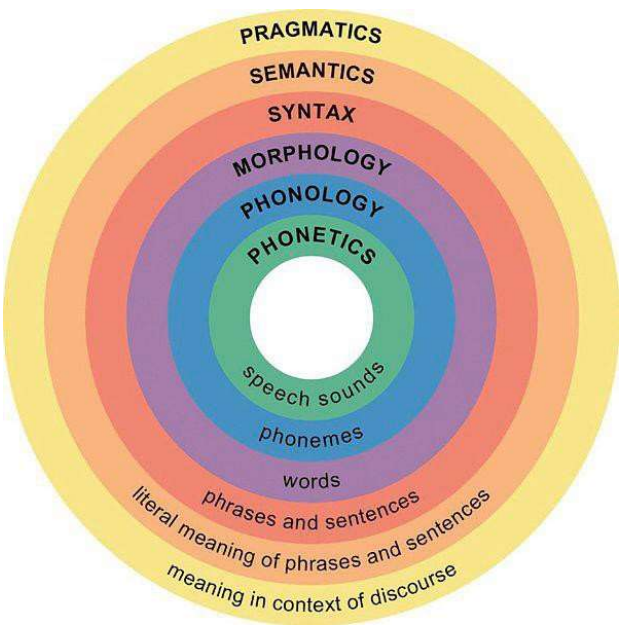 PRAGMATICS
SEMANTICS
SYNTAX
MORPHOLOGY
PHONOLOGY
PHONETICS
speech sounds
phonemes
words
phrases and sentences
literal meaning of phrases and sentences
meaning in context of discourse